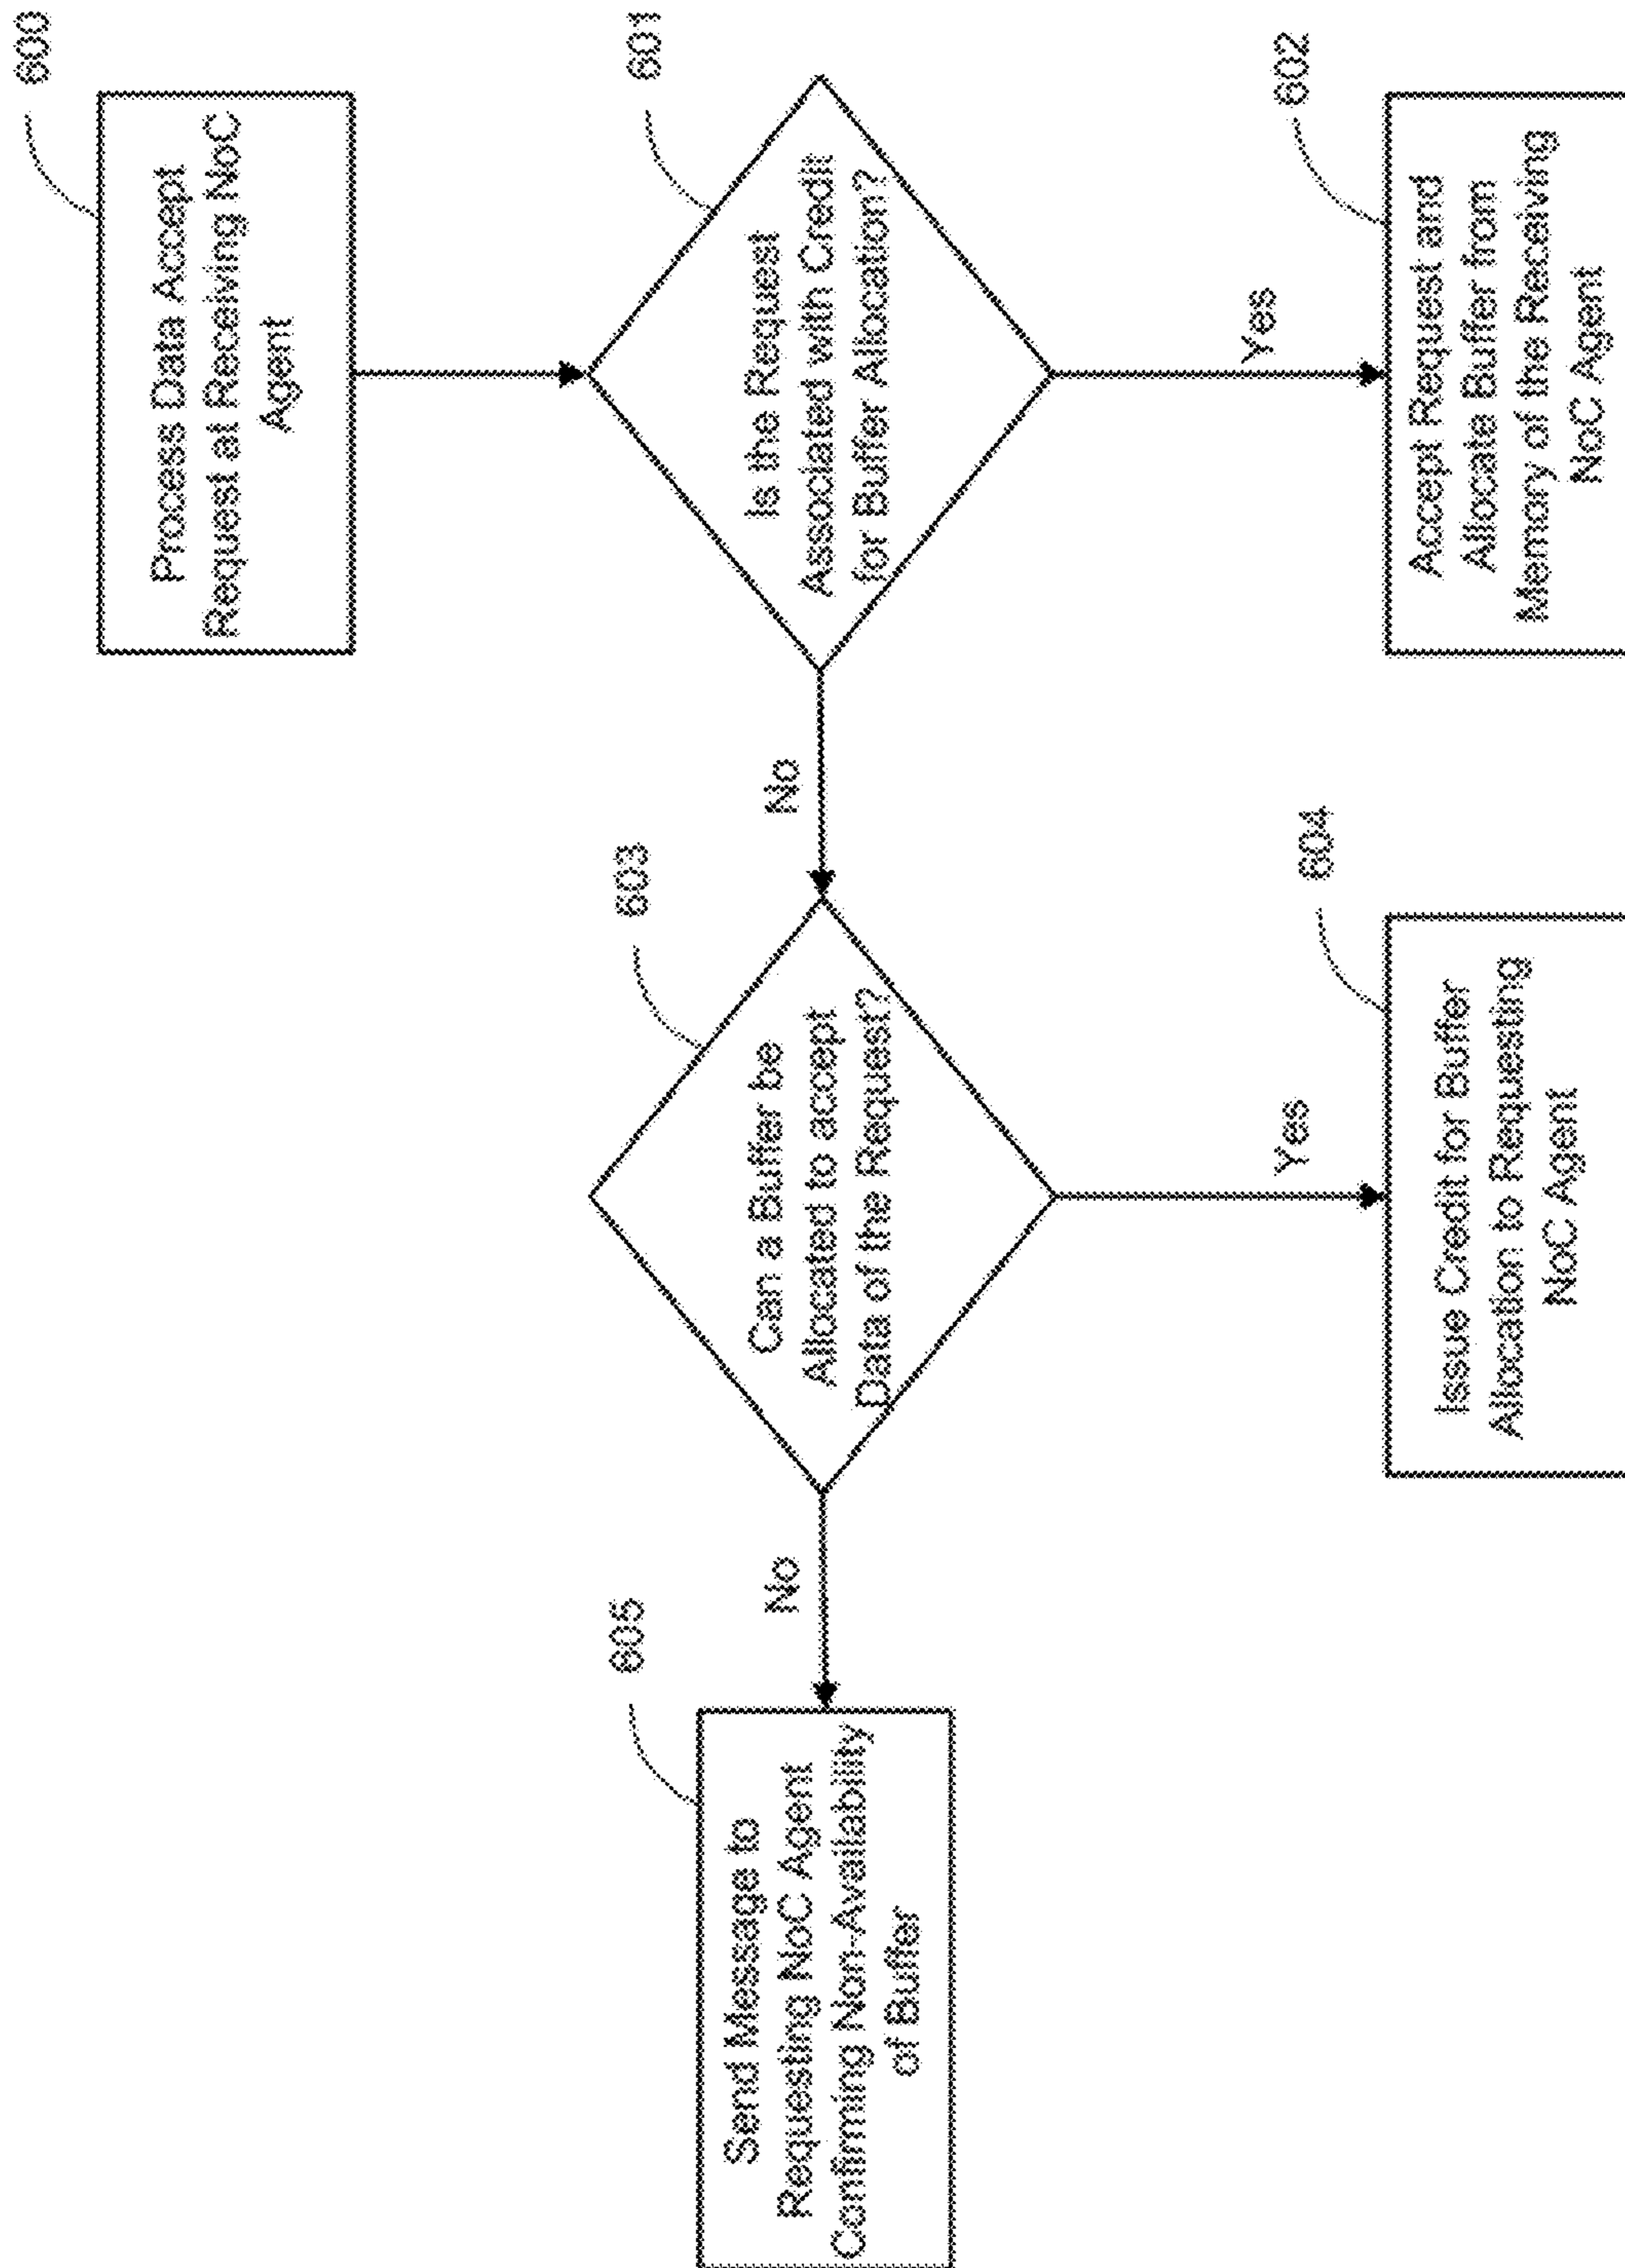 600
Process Data Accept
Request at Receiving NoC
Agent
601
Is the Request
Associated with Credit
for Buffer Allocation?
Yes
602
Accept Request and
Allocate Buffer from
Memory of the Receiving
NoC Agent
No
603
Can a Buffer be
Allocated to accept
Data of the Request?
Yes
604
Issue Credit for Buffer
Allocation to Requesting
NoC Agent
No
605
Send Message to
Requesting NoC Agent
Confirming Non-Availability
of Buffer